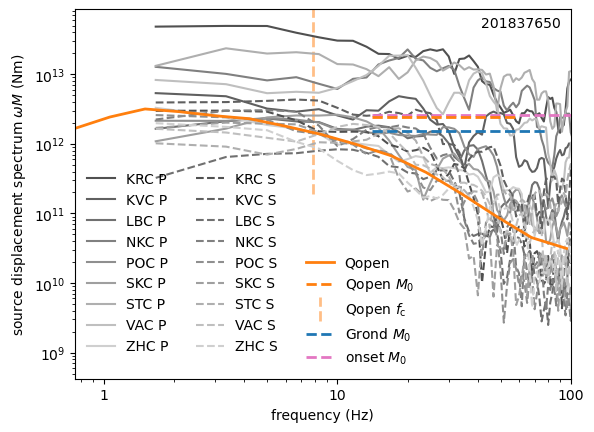 201837650
source displacement spectrum ωM (Nm)
10¹³
10¹²
10¹¹
10¹⁰
10⁹
KRC P
KVC P
LBC P
NKC P
POC P
SKC P
STC P
VAC P
ZHC P
KRC S
KVC S
LBC S
NKC S
POC S
SKC S
STC S
VAC S
ZHC S
Qopen
Qopen M₀
Qopen f_c
Grond M₀
onset M₀
1
10
100
frequency (Hz)